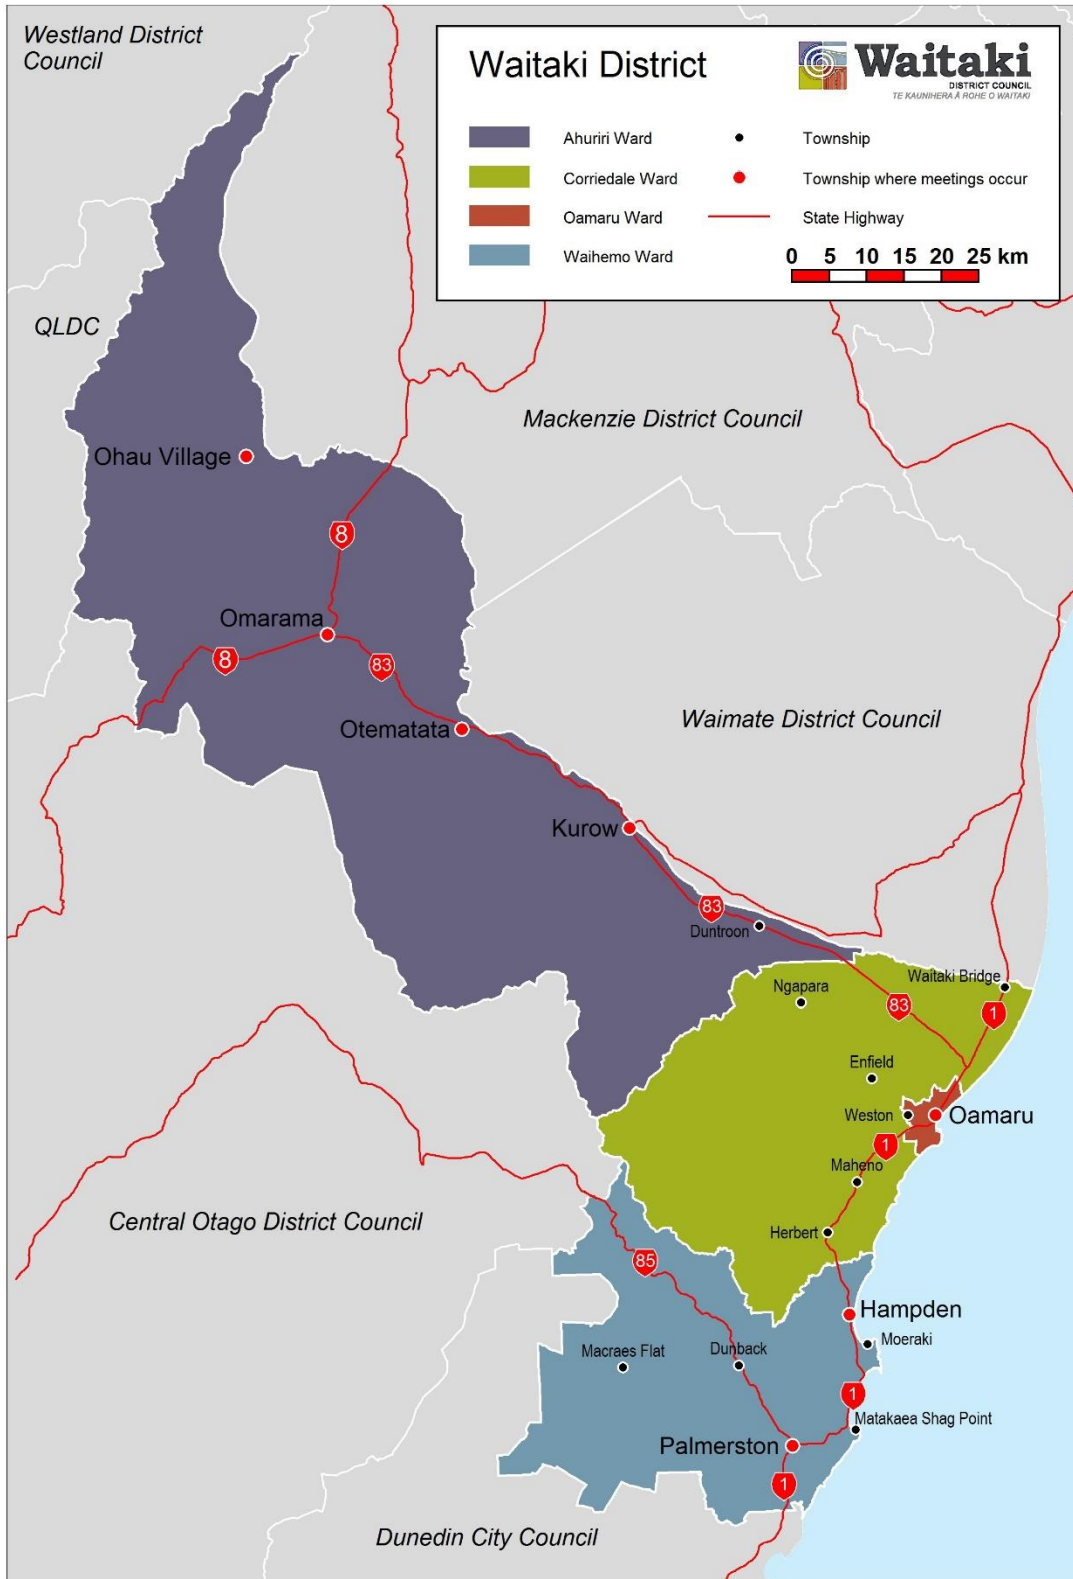 Westland District
Council
Waitaki District
Waitaki
DISTRICT COUNCIL
TE KAUNIHERA Ā ROHE O WAITAKI
Ahuriri Ward
Township
Corriedale Ward
Township where meetings occur
Oamaru Ward
State Highway
Waihemo Ward
0 5 10 15 20 25 km
QLDC
Mackenzie District Council
Ohau Village
8
Omarama
8
83
Otematata
Waimate District Council
Kurow
83
Duntroon
Waitaki Bridge
Ngapara
83
1
Enfield
Weston
Oamaru
1
Maheno
Central Otago District Council
Herbert
85
Hampden
Moeraki
Macraes Flat
Dunback
1
Matakaea Shag Point
Palmerston
1
Dunedin City Council